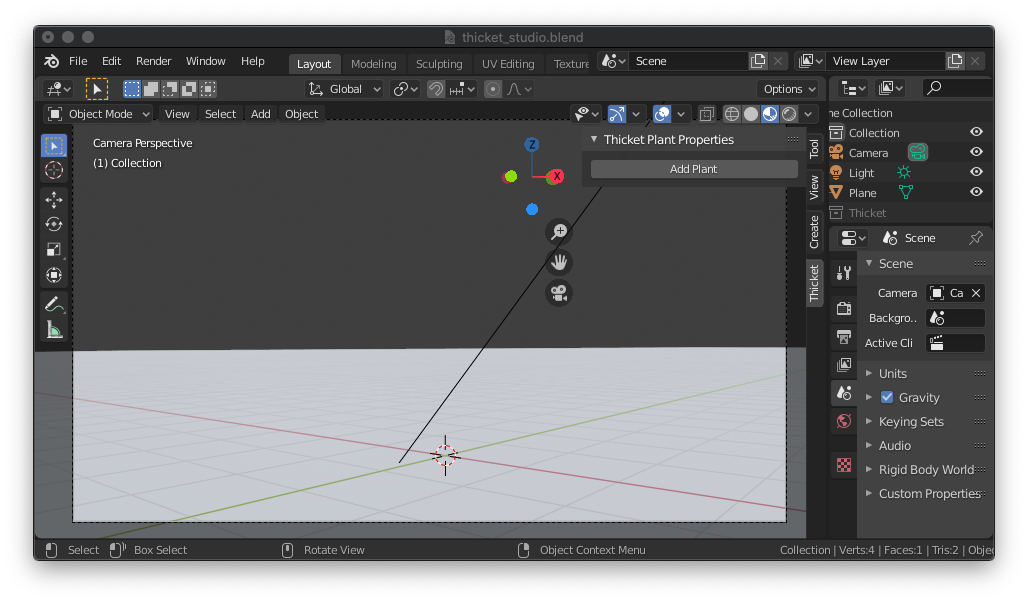 thicket_studio.blend
File Edit Render Window Help Layout Modeling Sculpting UV Editing Texture Scene View Layer
Global Options
Object Mode View Select Add Object
Camera Perspective
(1) Collection
Z
X
Thicket Plant Properties
Add Plant
Tool
View
Create
Thicket
ne Collection
Collection
Camera
Light
Plane
Thicket
Scene
Scene
Camera Ca
Backgro..
Active Cli
Units
Gravity
Keying Sets
Audio
Rigid Body World
Custom Properties
Select Box Select Rotate View Object Context Menu Collection | Verts:4 | Faces:1 | Tris:2 | Objec